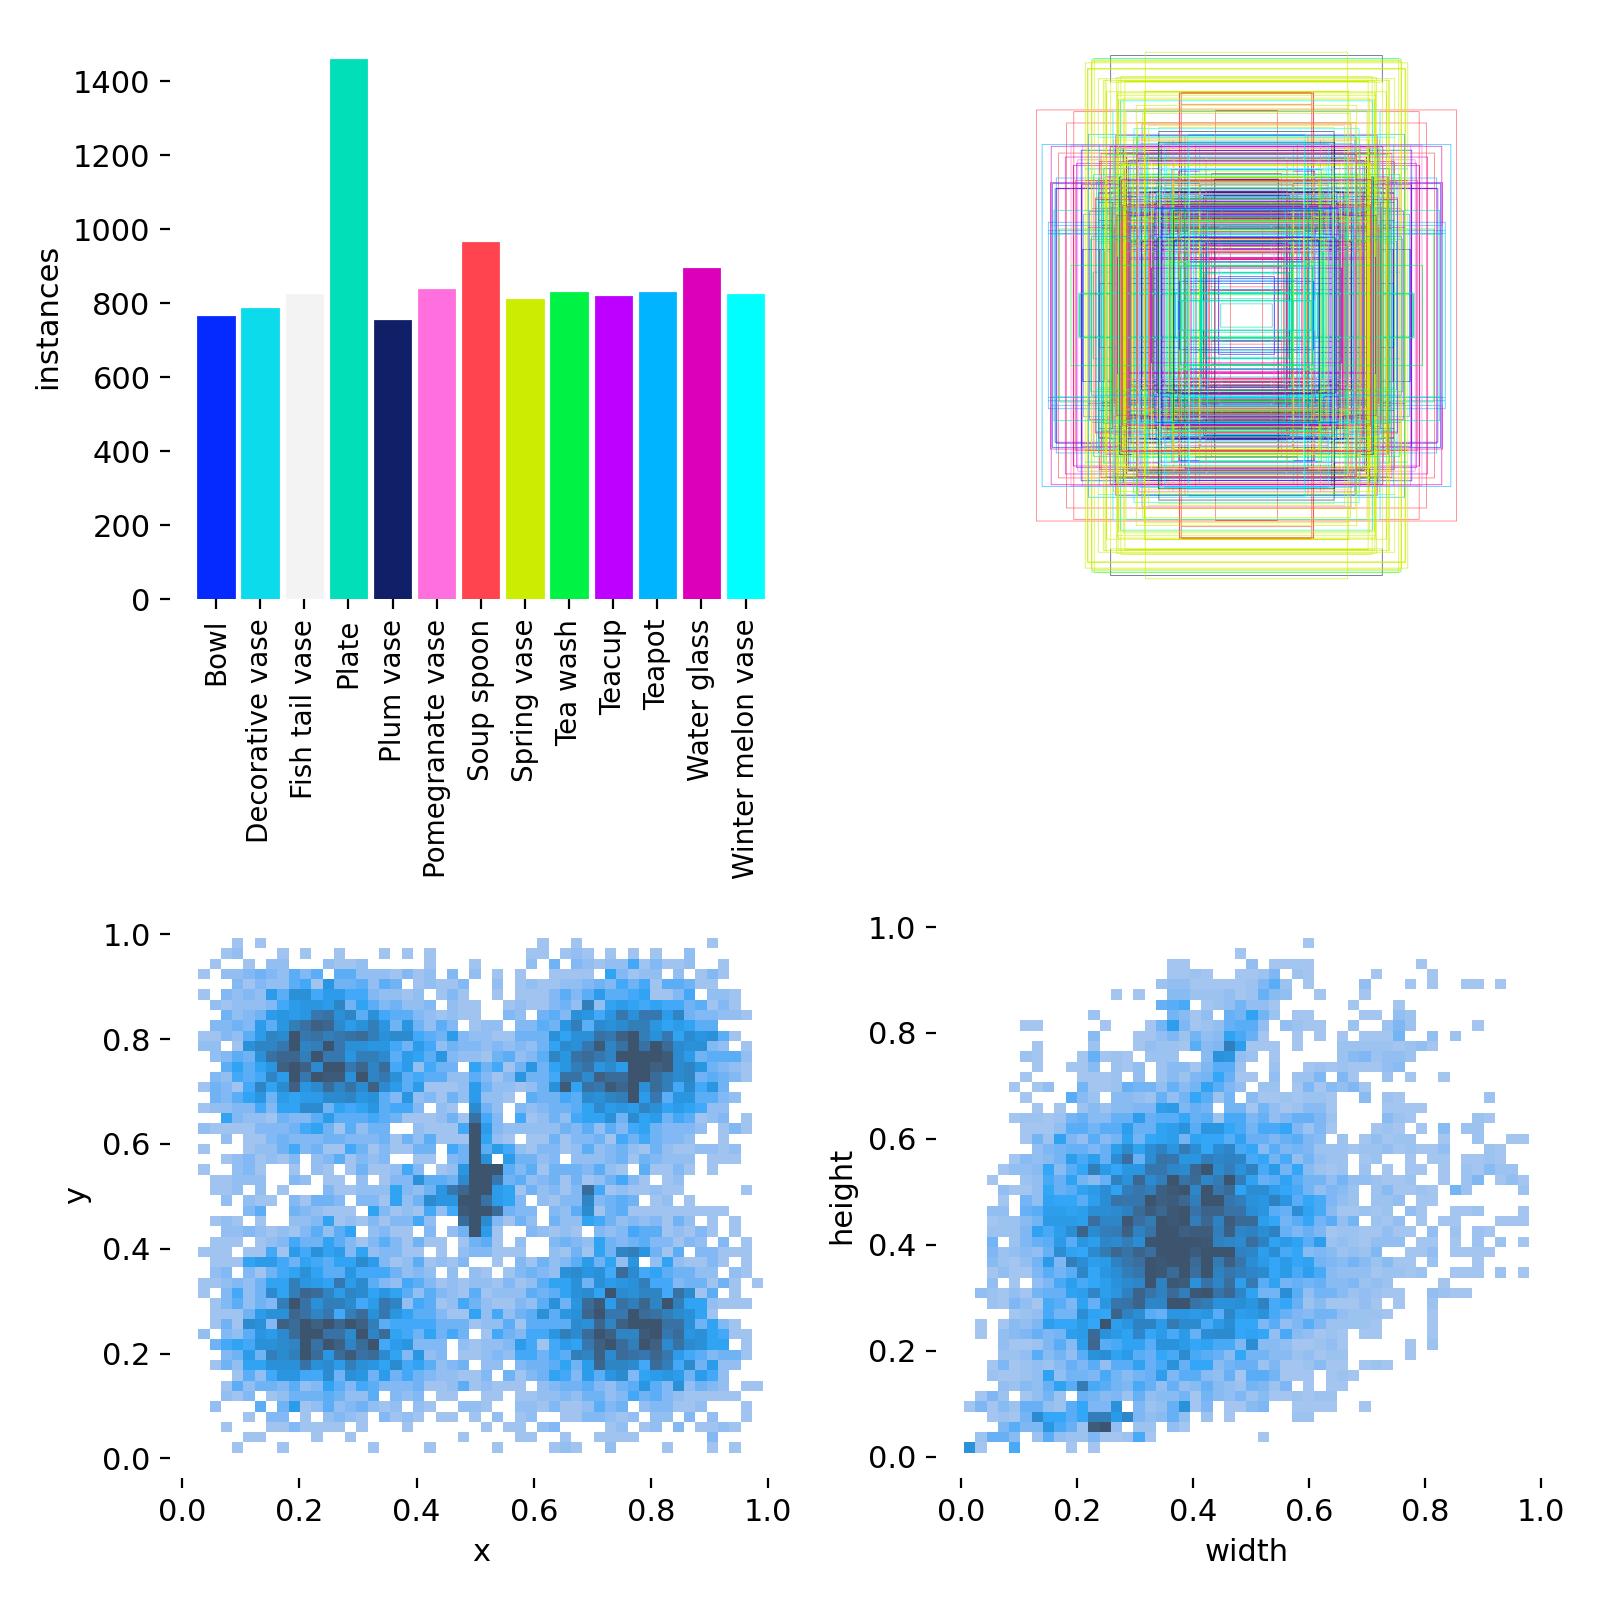 1400
1200
1000
800
600
400
200
0
instances
Bowl
Decorative vase
Fish tail vase
Plate
Plum vase
Pomegranate vase
Soup spoon
Spring vase
Tea wash
Teacup
Teapot
Water glass
Winter melon vase
1.0
0.8
0.6
0.4
0.2
0.0
y
0.0 0.2 0.4 0.6 0.8 1.0
x
1.0
0.8
0.6
0.4
0.2
0.0
height
0.0 0.2 0.4 0.6 0.8 1.0
width